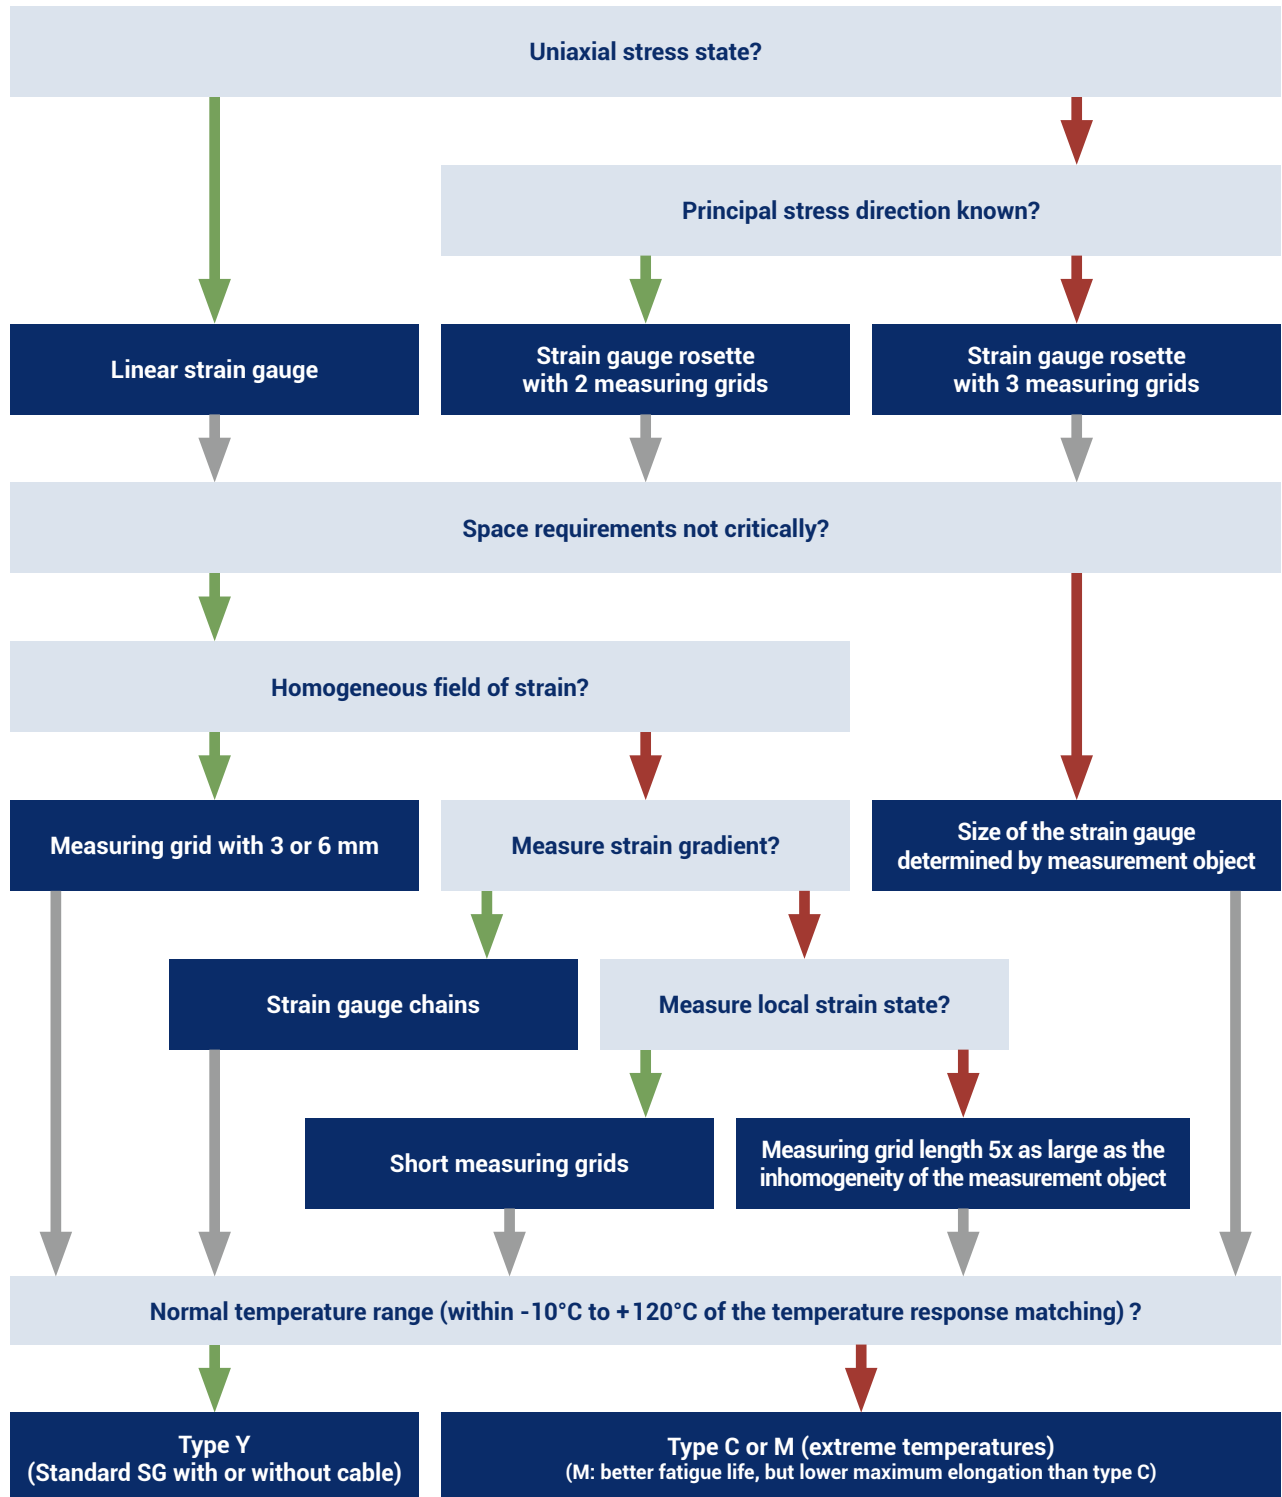 Uniaxial stress state?
Principal stress direction known?
Linear strain gauge
Strain gauge rosette
with 2 measuring grids
Strain gauge rosette
with 3 measuring grids
Space requirements not critically?
Homogeneous field of strain?
Measuring grid with 3 or 6 mm
Measure strain gradient?
Size of the strain gauge
determined by measurement object
Strain gauge chains
Measure local strain state?
Short measuring grids
Measuring grid length 5x as large as the
inhomogeneity of the measurement object
Normal temperature range (within -10°C to +120°C of the temperature response matching) ?
Type Y
(Standard SG with or without cable)
Type C or M (extreme temperatures)
(M: better fatigue life, but lower maximum elongation than type C)